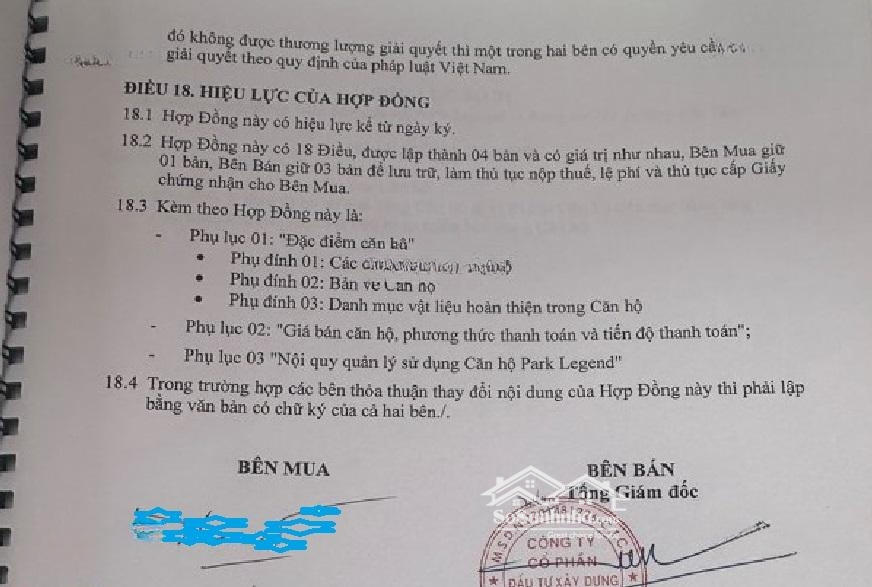 đó không được thương lượng giải quyết thì một trong hai bên có quyền yêu cầu
giải quyết theo quy định của pháp luật Việt Nam.
ĐIỀU 18. HIỆU LỰC CỦA HỢP ĐỒNG
18.1 Hợp Đồng này có hiệu lực kể từ ngày ký.
18.2 Hợp Đồng này có 18 Điều, được lập thành 04 bản và có giá trị như nhau, Bên Mua giữ
01 bản, Bên Bán giữ 03 bản để lưu trữ, làm thủ tục nộp thuế, lệ phí và thủ tục cấp Giấy
chứng nhận cho Bên Mua.
18.3 Kèm theo Hợp Đồng này là:
- Phụ lục 01: "Đặc điểm căn hộ"
• Phụ đính 01: Các
• Phụ đính 02: Bản vẽ Căn hộ
• Phụ đính 03: Danh mục vật liệu hoàn thiện trong Căn hộ
- Phụ lục 02: "Giá bán căn hộ, phương thức thanh toán và tiến độ thanh toán";
- Phụ lục 03 "Nội quy quản lý sử dụng Căn hộ Park Legend"
18.4 Trong trường hợp các bên thỏa thuận thay đổi nội dung của Hợp Đồng này thì phải lập
bằng văn bản có chữ ký của cả hai bên./.
BÊN MUA
BÊN BÁN
Tổng Giám đốc
CÔNG TY
CỔ PHẦN
ĐẦU TƯ XÂY DỰNG